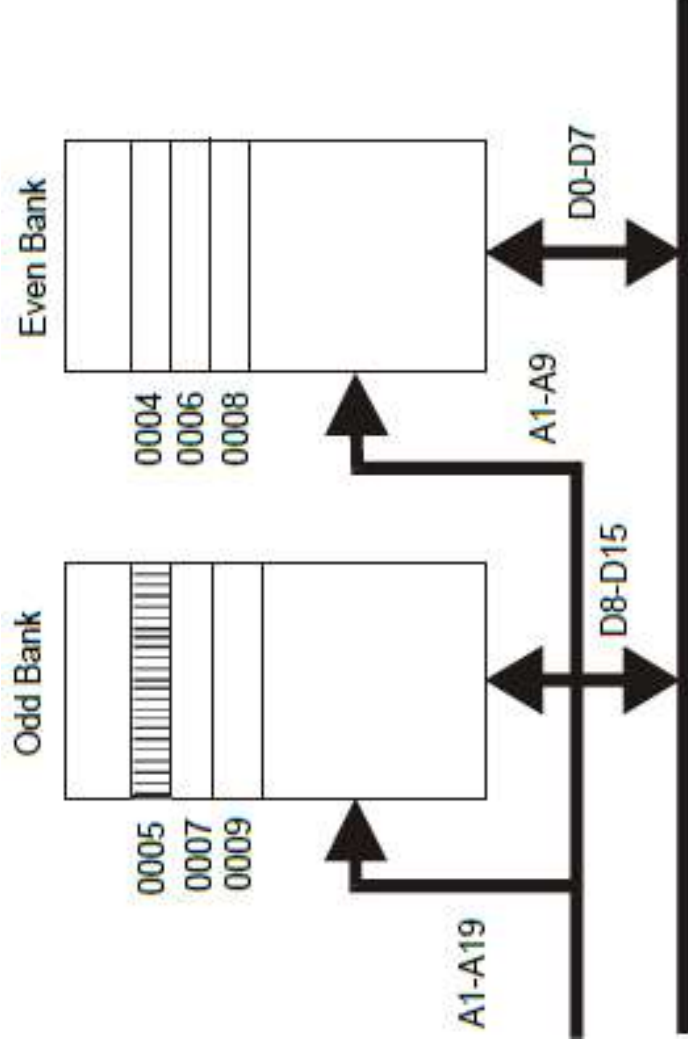 Odd Bank
Even Bank
0005
0007
0009
0004
0006
0008
A1-A19
A1-A9
D8-D15
D0-D7